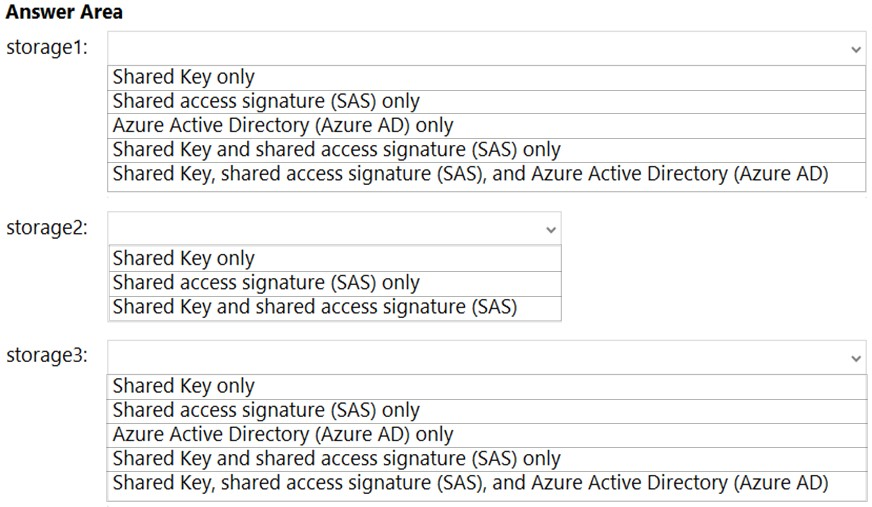 Answer Area
storage1:
Shared Key only
Shared access signature (SAS) only
Azure Active Directory (Azure AD) only
Shared Key and shared access signature (SAS) only
Shared Key, shared access signature (SAS), and Azure Active Directory (Azure AD)
storage2:
Shared Key only
Shared access signature (SAS) only
Shared Key and shared access signature (SAS)
storage3:
Shared Key only
Shared access signature (SAS) only
Azure Active Directory (Azure AD) only
Shared Key and shared access signature (SAS) only
Shared Key, shared access signature (SAS), and Azure Active Directory (Azure AD)